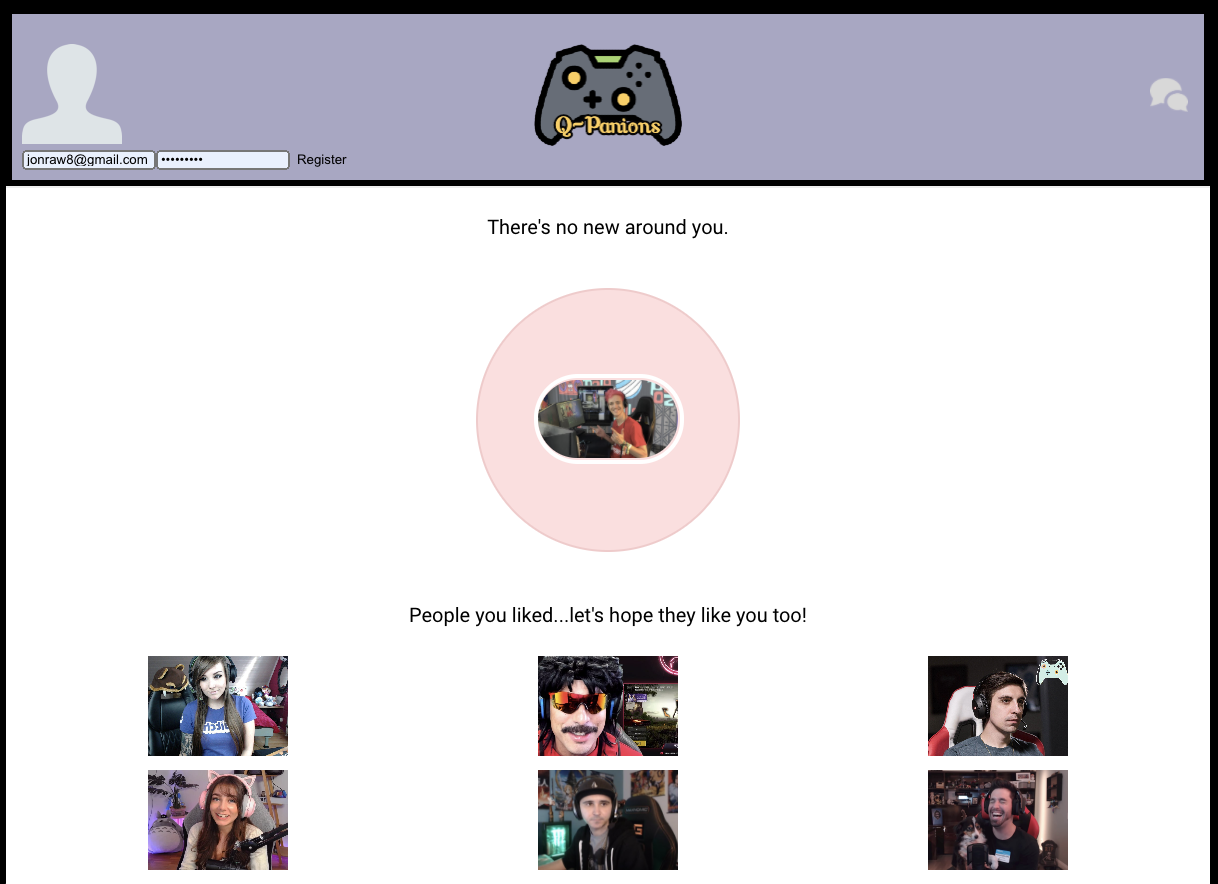 Q-Panions
jonraw8@gmail.com ••••••••• Register
There's no new around you.
People you liked...let's hope they like you too!